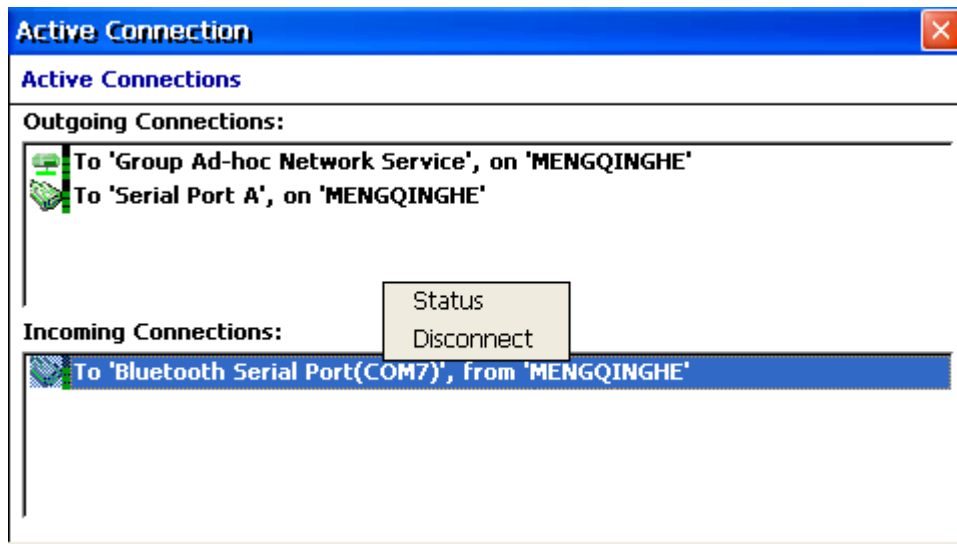 Active Connection
Active Connections
Outgoing Connections:
To 'Group Ad-hoc Network Service', on 'MENGQINGHE'
To 'Serial Port A', on 'MENGQINGHE'
Status
Disconnect
Incoming Connections:
To 'Bluetooth Serial Port(COM7)', from 'MENGQINGHE'